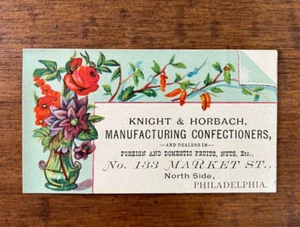 KNIGHT & HORBACH,
MANUFACTURING CONFECTIONERS,
—AND DEALERS IN—
FOREIGN AND DOMESTIC FRUITS, NUTS, Etc.,
No. 133 MARKET ST.,
North Side,
PHILADELPHIA.